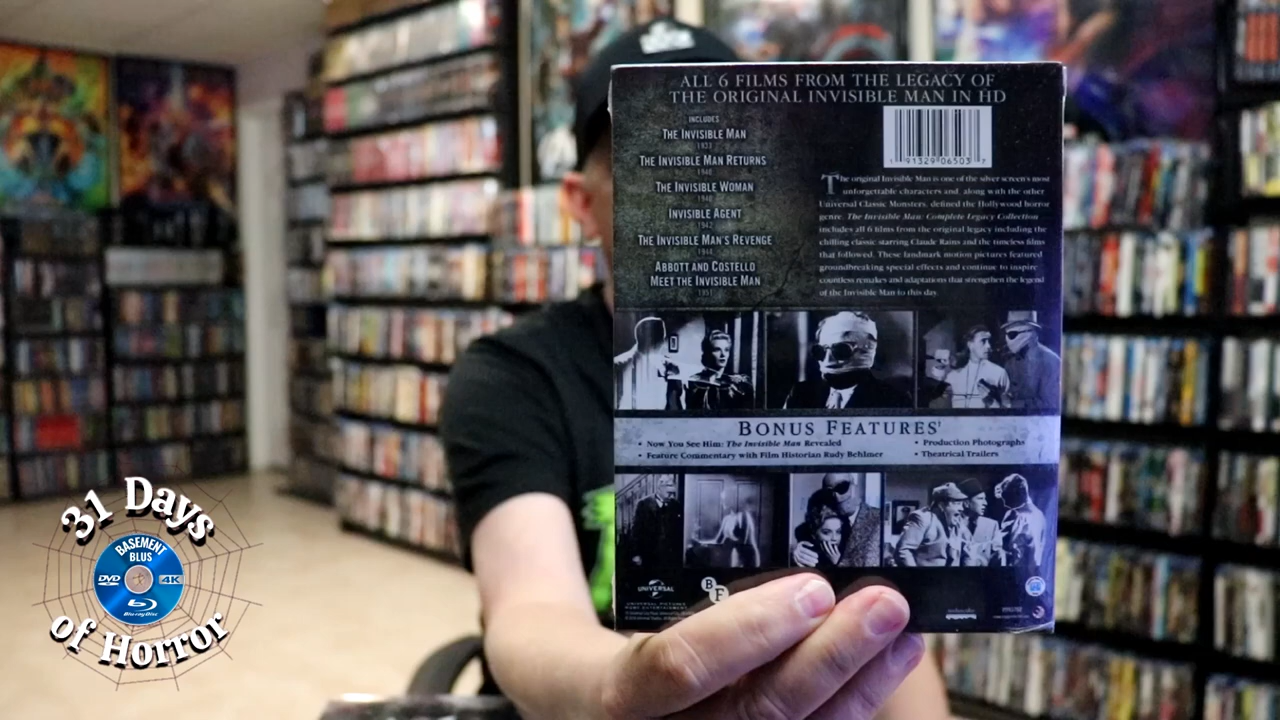 ALL 6 FILMS FROM THE LEGACY OF
THE ORIGINAL INVISIBLE MAN IN HD
INCLUDES
THE INVISIBLE MAN
1933
THE INVISIBLE MAN RETURNS
1940
THE INVISIBLE WOMAN
1940
INVISIBLE AGENT
1942
THE INVISIBLE MAN'S REVENGE
1944
ABBOTT AND COSTELLO
MEET THE INVISIBLE MAN
1951
1 91329 06503 7
The original Invisible Man is one of the silver screen's most
unforgettable characters and, along with the other
Universal Classic Monsters, defined the Hollywood horror
genre. The Invisible Man: Complete Legacy Collection
includes all 6 films from the original legacy including the
chilling classic starring Claude Rains and the timeless films
that followed. These landmark motion pictures featured
groundbreaking special effects and continue to inspire
countless remakes and adaptations that strengthen the legend
of the Invisible Man to this day.
BONUS FEATURES
• Now You See Him: The Invisible Man Revealed
• Feature Commentary with Film Historian Rudy Behlmer
• Production Photographs
• Theatrical Trailers
UNIVERSAL
31 Days
BASEMENT
BLUS
DVD
4K
Blu-ray Disc
of Horror